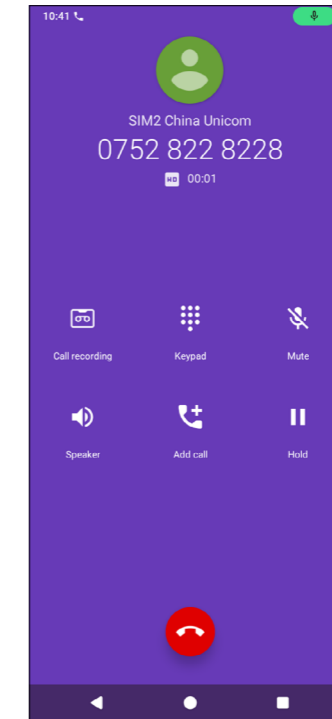 10:41
SIM2 China Unicom
0752 822 8228
HD 00:01
Call recording Keypad Mute
Speaker Add call Hold